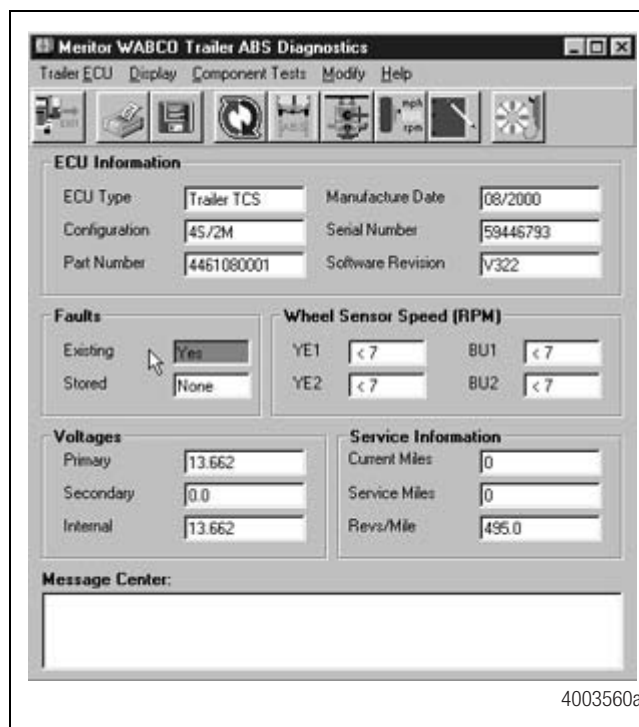 Meritor WABCO Trailer ABS Diagnostics
Trailer ECU Display Component Tests Modify Help
EXIT ABS mph rpm
ECU Information
ECU Type Trailer TCS Manufacture Date 08/2000
Configuration 4S/2M Serial Number 59446793
Part Number 4461080001 Software Revision V322
Faults Wheel Sensor Speed (RPM)
Existing Yes YE1 < 7 BU1 < 7
Stored None YE2 < 7 BU2 < 7
Voltages Service Information
Primary 13.662 Current Miles 0
Secondary 0.0 Service Miles 0
Internal 13.662 Revs/Mile 495.0
Message Center:
4003560a